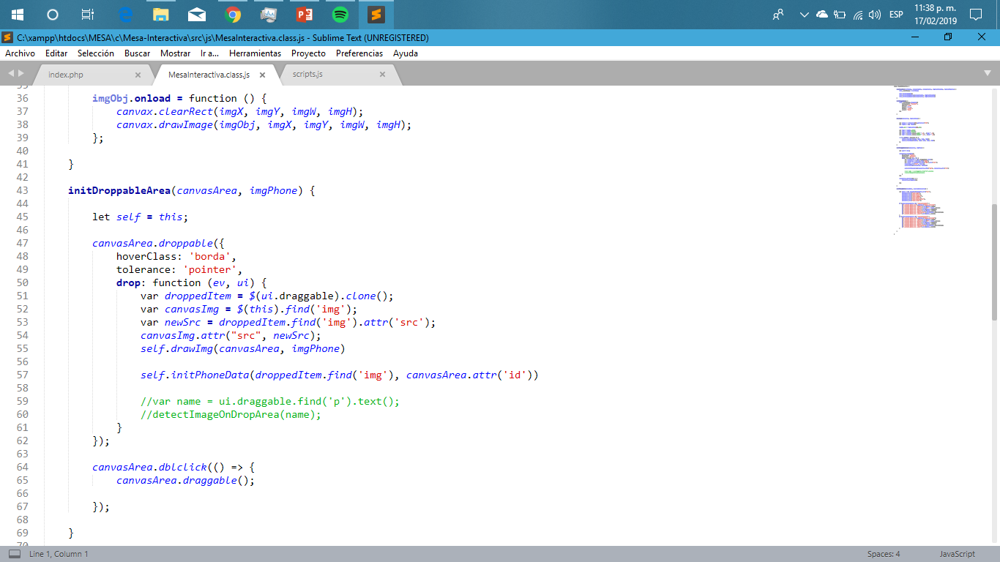 11:38 p. m.
ESP
17/02/2019
C:\xampp\htdocs\MESA\c\Mesa-Interactiva\src\js\MesaInteractiva.class.js - Sublime Text (UNREGISTERED)
Archivo Editar Selección Buscar Mostrar Ir a... Herramientas Proyecto Preferencias Ayuda
index.php MesaInteractiva.class.js scripts.js
35
36 imgObj.onload = function () {
37 canvax.clearRect(imgX, imgY, imgW, imgH);
38 canvax.drawImage(imgObj, imgX, imgY, imgW, imgH);
39 };
40
41 }
42
43 initDroppableArea(canvasArea, imgPhone) {
44
45 let self = this;
46
47 canvasArea.droppable({
48 hoverClass: 'borda',
49 tolerance: 'pointer',
50 drop: function (ev, ui) {
51 var droppedItem = $(ui.draggable).clone();
52 var canvasImg = $(this).find('img');
53 var newSrc = droppedItem.find('img').attr('src');
54 canvasImg.attr("src", newSrc);
55 self.drawImg(canvasArea, imgPhone)
56
57 self.initPhoneData(droppedItem.find('img'), canvasArea.attr('id'))
58
59 //var name = ui.draggable.find('p').text();
60 //detectImageOnDropArea(name);
61 }
62 });
63
64 canvasArea.dblclick(() => {
65 canvasArea.draggable();
66
67 });
68
69 }
70
Line 1, Column 1 Spaces: 4 JavaScript